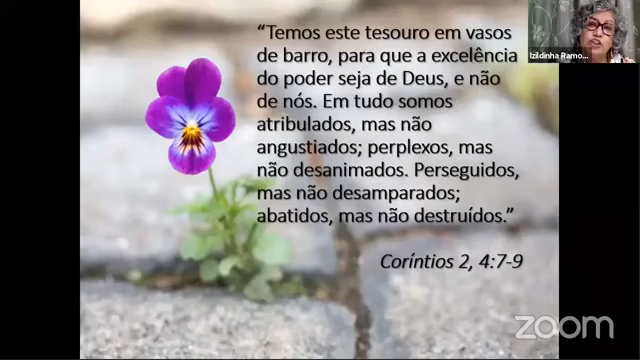 “Temos este tesouro em vasos
de barro, para que a excelência
do poder seja de Deus, e não
de nós. Em tudo somos
atribulados, mas não
angustiados; perplexos, mas
não desanimados. Perseguidos,
mas não desamparados;
abatidos, mas não destruídos.”
Coríntios 2, 4:7-9
Izildinha Ramo...
zoom